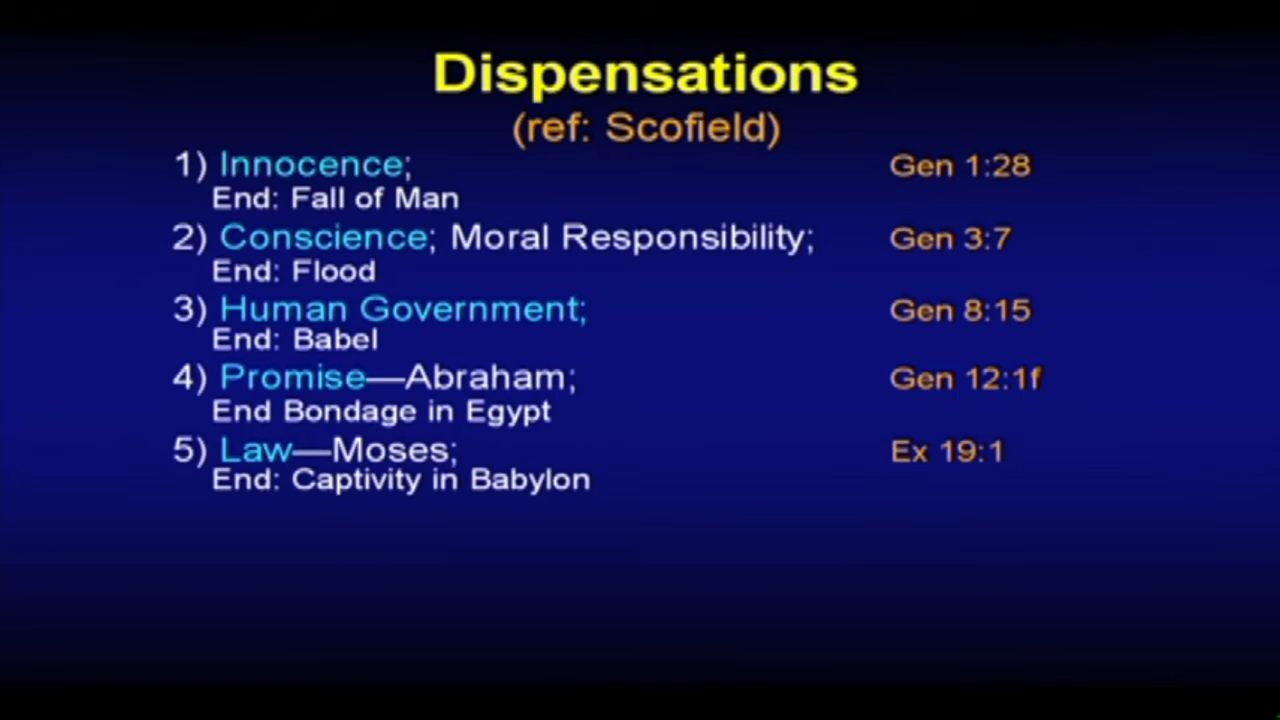 Dispensations
(ref: Scofield)
1) Innocence; Gen 1:28
End: Fall of Man
2) Conscience; Moral Responsibility; Gen 3:7
End: Flood
3) Human Government; Gen 8:15
End: Babel
4) Promise—Abraham; Gen 12:1f
End Bondage in Egypt
5) Law—Moses; Ex 19:1
End: Captivity in Babylon